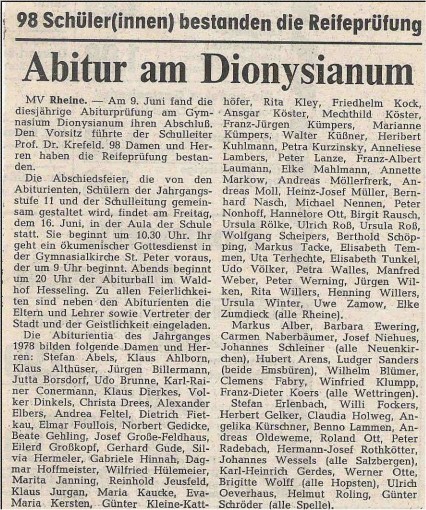 98 Schüler(innen) bestanden die Reifeprüfung
Abitur am Dionysianum
MV Rheine. — Am 9. Juni fand die
diesjährige Abiturprüfung am Gym-
nasium Dionysianum ihren Abschluß.
Den Vorsitz führte der Schulleiter
Prof. Dr. Krefeld. 98 Damen und Her-
ren haben die Reifeprüfung bestan-
den.
Die Abschiedsfeier, die von den
Abiturienten, Schülern der Jahrgangs-
stufe 11 und der Schulleitung gemein-
sam gestaltet wird, findet am Freitag,
dem 16. Juni, in der Aula der Schule
statt. Sie beginnt um 10.30 Uhr. Ihr
geht ein ökumenischer Gottesdienst in
der Gymnasialkirche St. Peter voraus,
der um 9 Uhr beginnt. Abends beginnt
um 20 Uhr der Abiturball im Wald-
hof Hesseling. Zu allen Feierlichkei-
ten sind neben den Abiturienten die
Eltern und Lehrer sowie Vertreter der
Stadt und der Geistlichkeit eingeladen.
Die Abiturientia des Jahrganges
1978 bilden folgende Damen und Her-
ren: Stefan Abels, Klaus Ahlborn,
Klaus Althüser, Jürgen Billermann,
Jutta Borsdorf, Udo Brunne, Karl-Rai-
ner Conermann, Klaus Dierkes, Vol-
ker Dinkels, Christa Drees, Alexander
Elbers, Andrea Feltel, Dietrich Fiet-
kau, Elmar Foullois, Norbert Gedicke,
Beate Gehling, Josef Große-Feldhaus,
Eilerd Großkopf, Gerhard Gude, Sil-
via Hermeler, Gabriele Hinnah, Dag-
mar Hoffmeister, Wilfried Hülemeier,
Marita Janning, Reinhold Jeusfeld,
Klaus Jurgan, Maria Kaucke, Eva-
Maria Kersten, Günter Kleine-Katt-
höfer, Rita Kley, Friedhelm Kock,
Ansgar Köster, Mechthild Köster,
Franz-Jürgen Kümpers, Marianne
Kümpers, Walter Küßner, Heribert
Kuhlmann, Petra Kurzinsky, Anneliese
Lambers, Peter Lanze, Franz-Albert
Laumann, Elke Mahlmann, Annette
Markow, Andreas Möllerfrerk, An-
dreas Moll, Heinz-Josef Müller, Bern-
hard Nasch, Michael Nennen, Peter
Nonhoff, Hannelore Ott, Birgit Rausch,
Ursula Rölke, Ulrich Roß, Ursula Roß,
Wolfgang Scheipers, Berthold Schöp-
ping, Markus Tacke, Elisabeth Tem-
men, Uta Terhechte, Elisabeth Tunkel,
Udo Völker, Petra Walles, Manfred
Weber, Peter Werning, Jürgen Wil-
ken, Rita Willers, Henning Willers,
Ursula Winter, Uwe Zamow, Elke
Zumdieck (alle Rheine).
Markus Alber, Barbara Ewering,
Carmen Naberbäumer, Josef Niehues,
Johannes Schleimer (alle Neuenkir-
chen), Hubert Arens, Ludger Sanders
(beide Emsbüren), Wilhelm Blümer,
Clemens Fabry, Winfried Klumpp,
Franz-Dieter Koers (alle Wettringen).
Stefan Erlenbach, Willi Fockers,
Herbert Gelker, Claudia Holweg, An-
gelika Kürschner, Benno Lammen, An-
dreas Oldeweme, Roland Ott, Peter
Radebach, Hermann-Josef Rothkötter,
Johannes Wessels (alle Salzbergen),
Karl-Heinrich Gerdes, Werner Otte,
Brigitte Wolff (alle Hopsten), Ulrich
Oeverhaus, Helmut Roling, Günter
Schröder (alle Spelle).